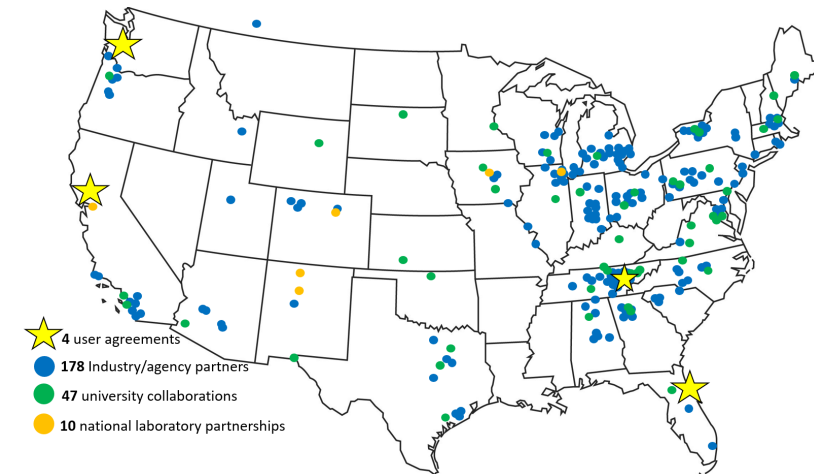 4 user agreements
178 Industry/agency partners
47 university collaborations
10 national laboratory partnerships